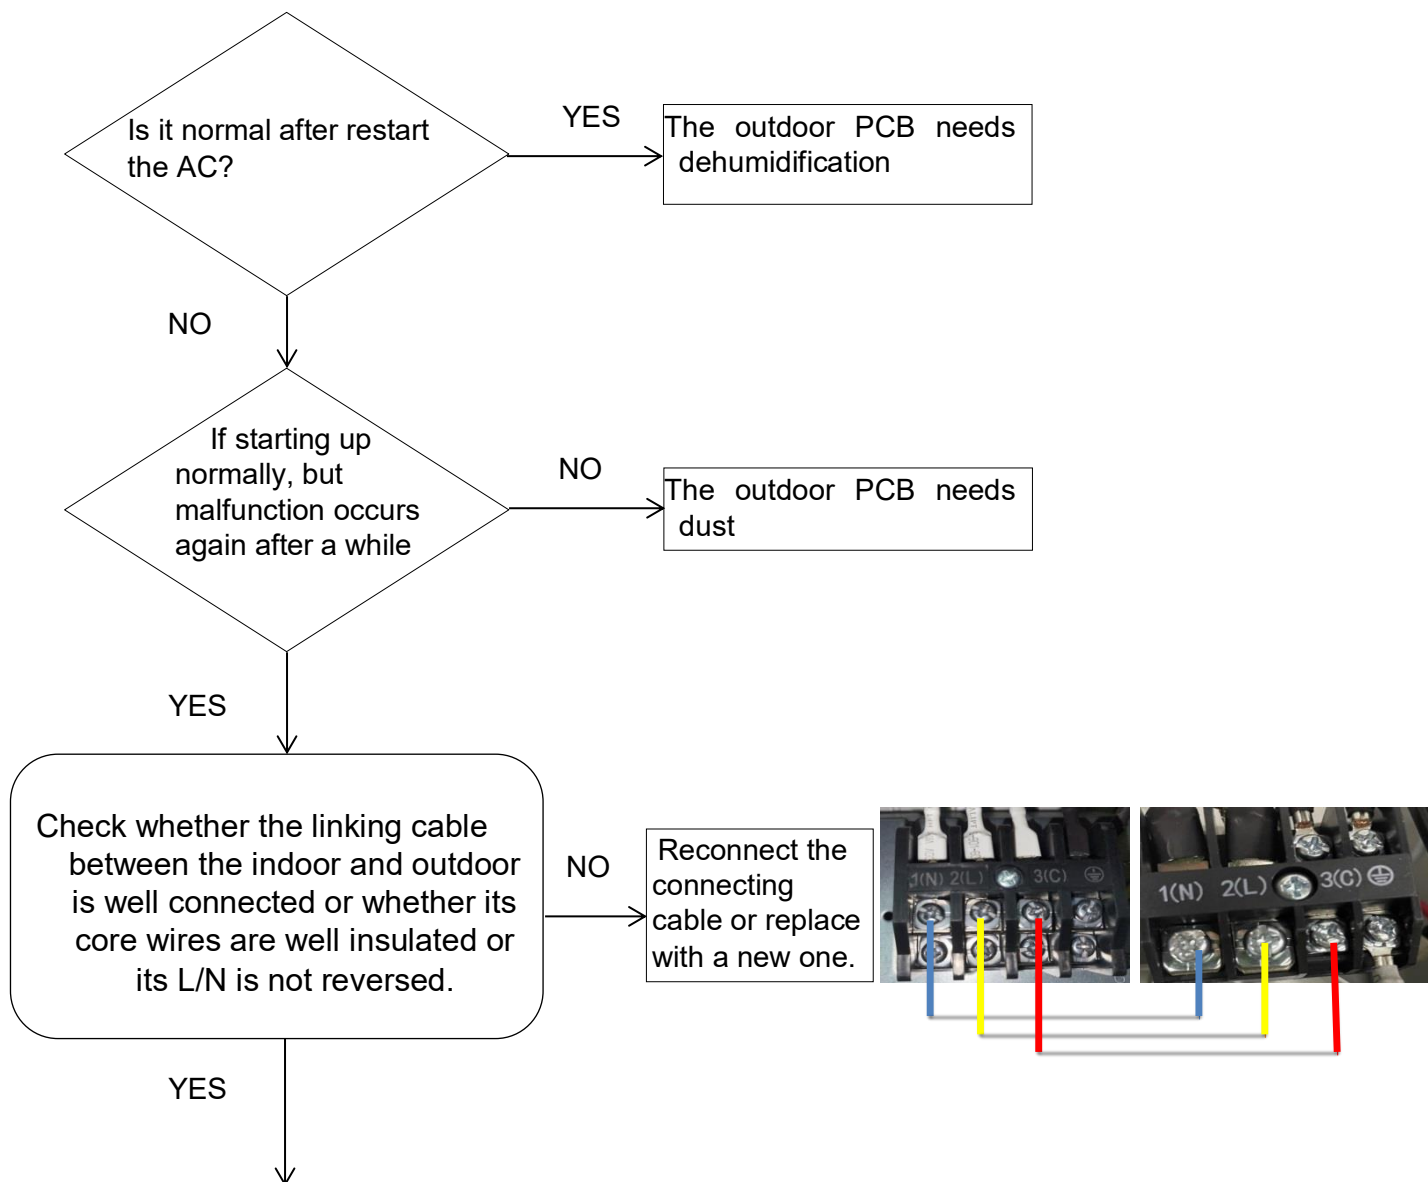 Is it normal after restart
the AC?
YES
The outdoor PCB needs
dehumidification
NO
If starting up
normally, but
malfunction occurs
again after a while
NO
The outdoor PCB needs
dust
YES
Check whether the linking cable
between the indoor and outdoor
is well connected or whether its
core wires are well insulated or
its L/N is not reversed.
NO
Reconnect the
connecting
cable or replace
with a new one.
1(N) 2(L) 3(C)
1(N) 2(L) 3(C)
YES